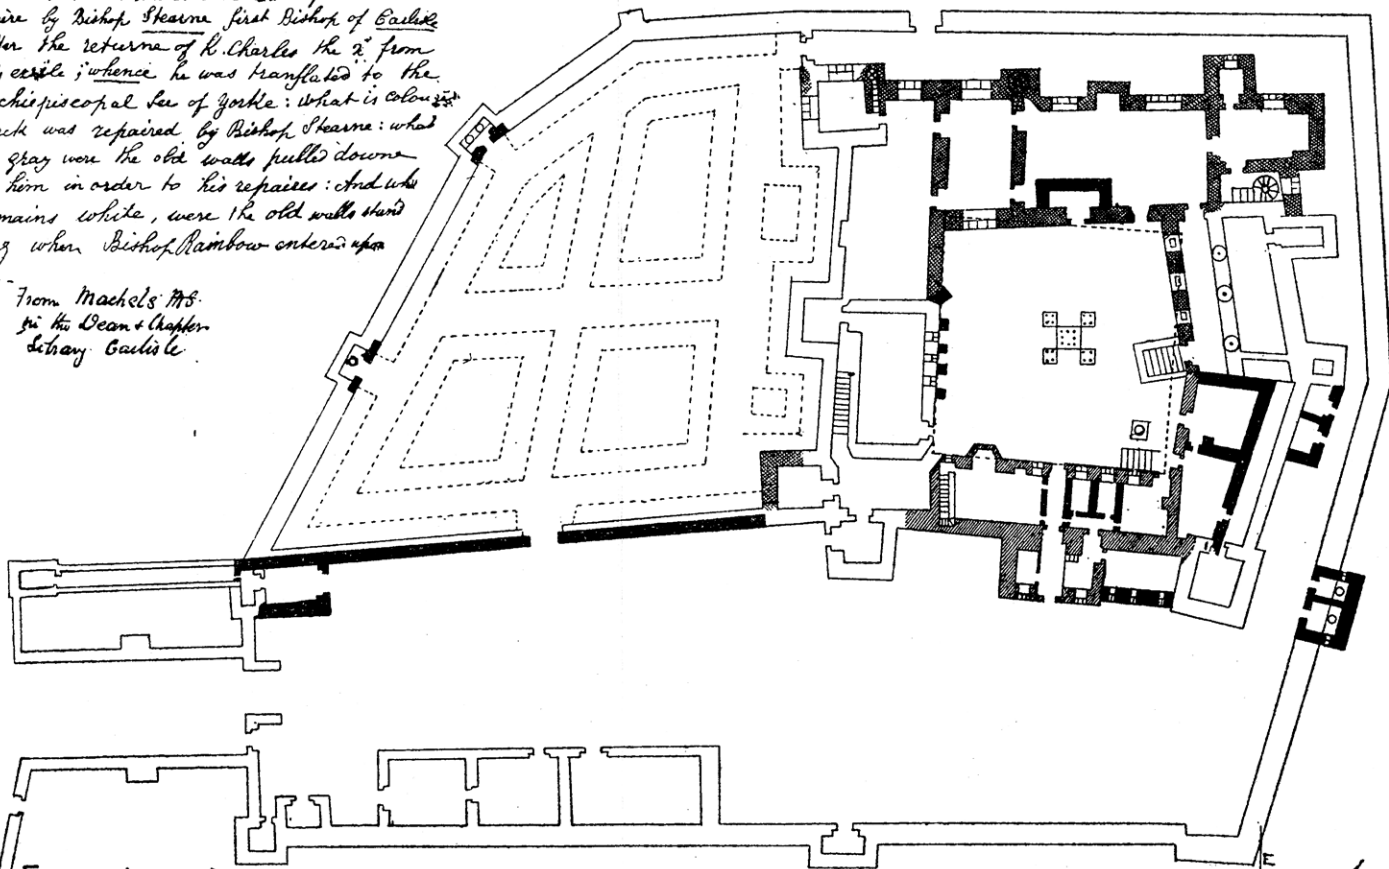 ire by Bishop Stearne first Bishop of Carlisle
ter the returne of K. Charles the 2d from
s exsile ; whence he was translated to the
chiepiscopal See of Yorke : what is colour
ack was repaired by Bishop Stearne : what
gray were the old walls pulled downe
him in order to his repaires : And wha
mains white, were the old walls stand
g when Bishop Rainbow entered upon
From Machels MS.
in the Dean & Chapter
Library Carlisle
E